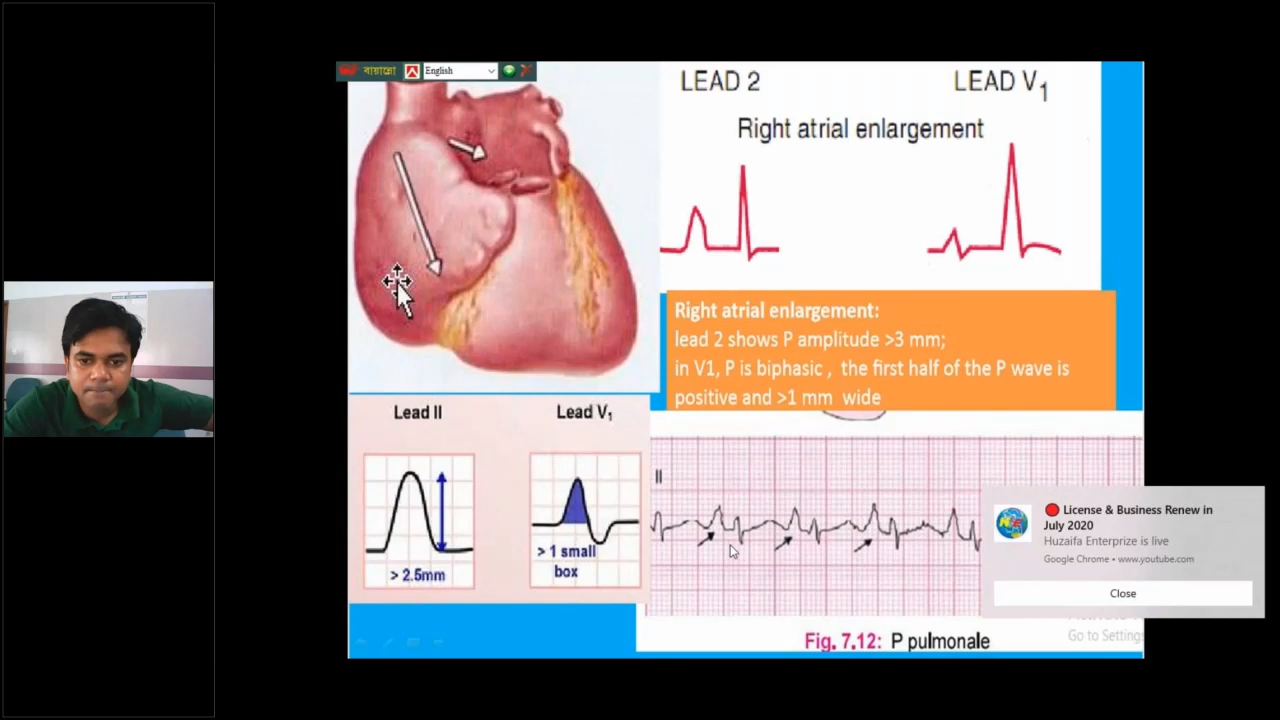 বায়ান্নো
English
LEAD 2
LEAD V1
Right atrial enlargement
Right atrial enlargement:
lead 2 shows P amplitude >3 mm;
in V1, P is biphasic , the first half of the P wave is
positive and >1 mm wide
Lead II
Lead V1
> 2.5mm
> 1 small
box
II
Fig. 7.12: P pulmonale
🔴 License & Business Renew in
July 2020
Huzaifa Enterprize is live
Google Chrome • www.youtube.com
Close
Go to Settings